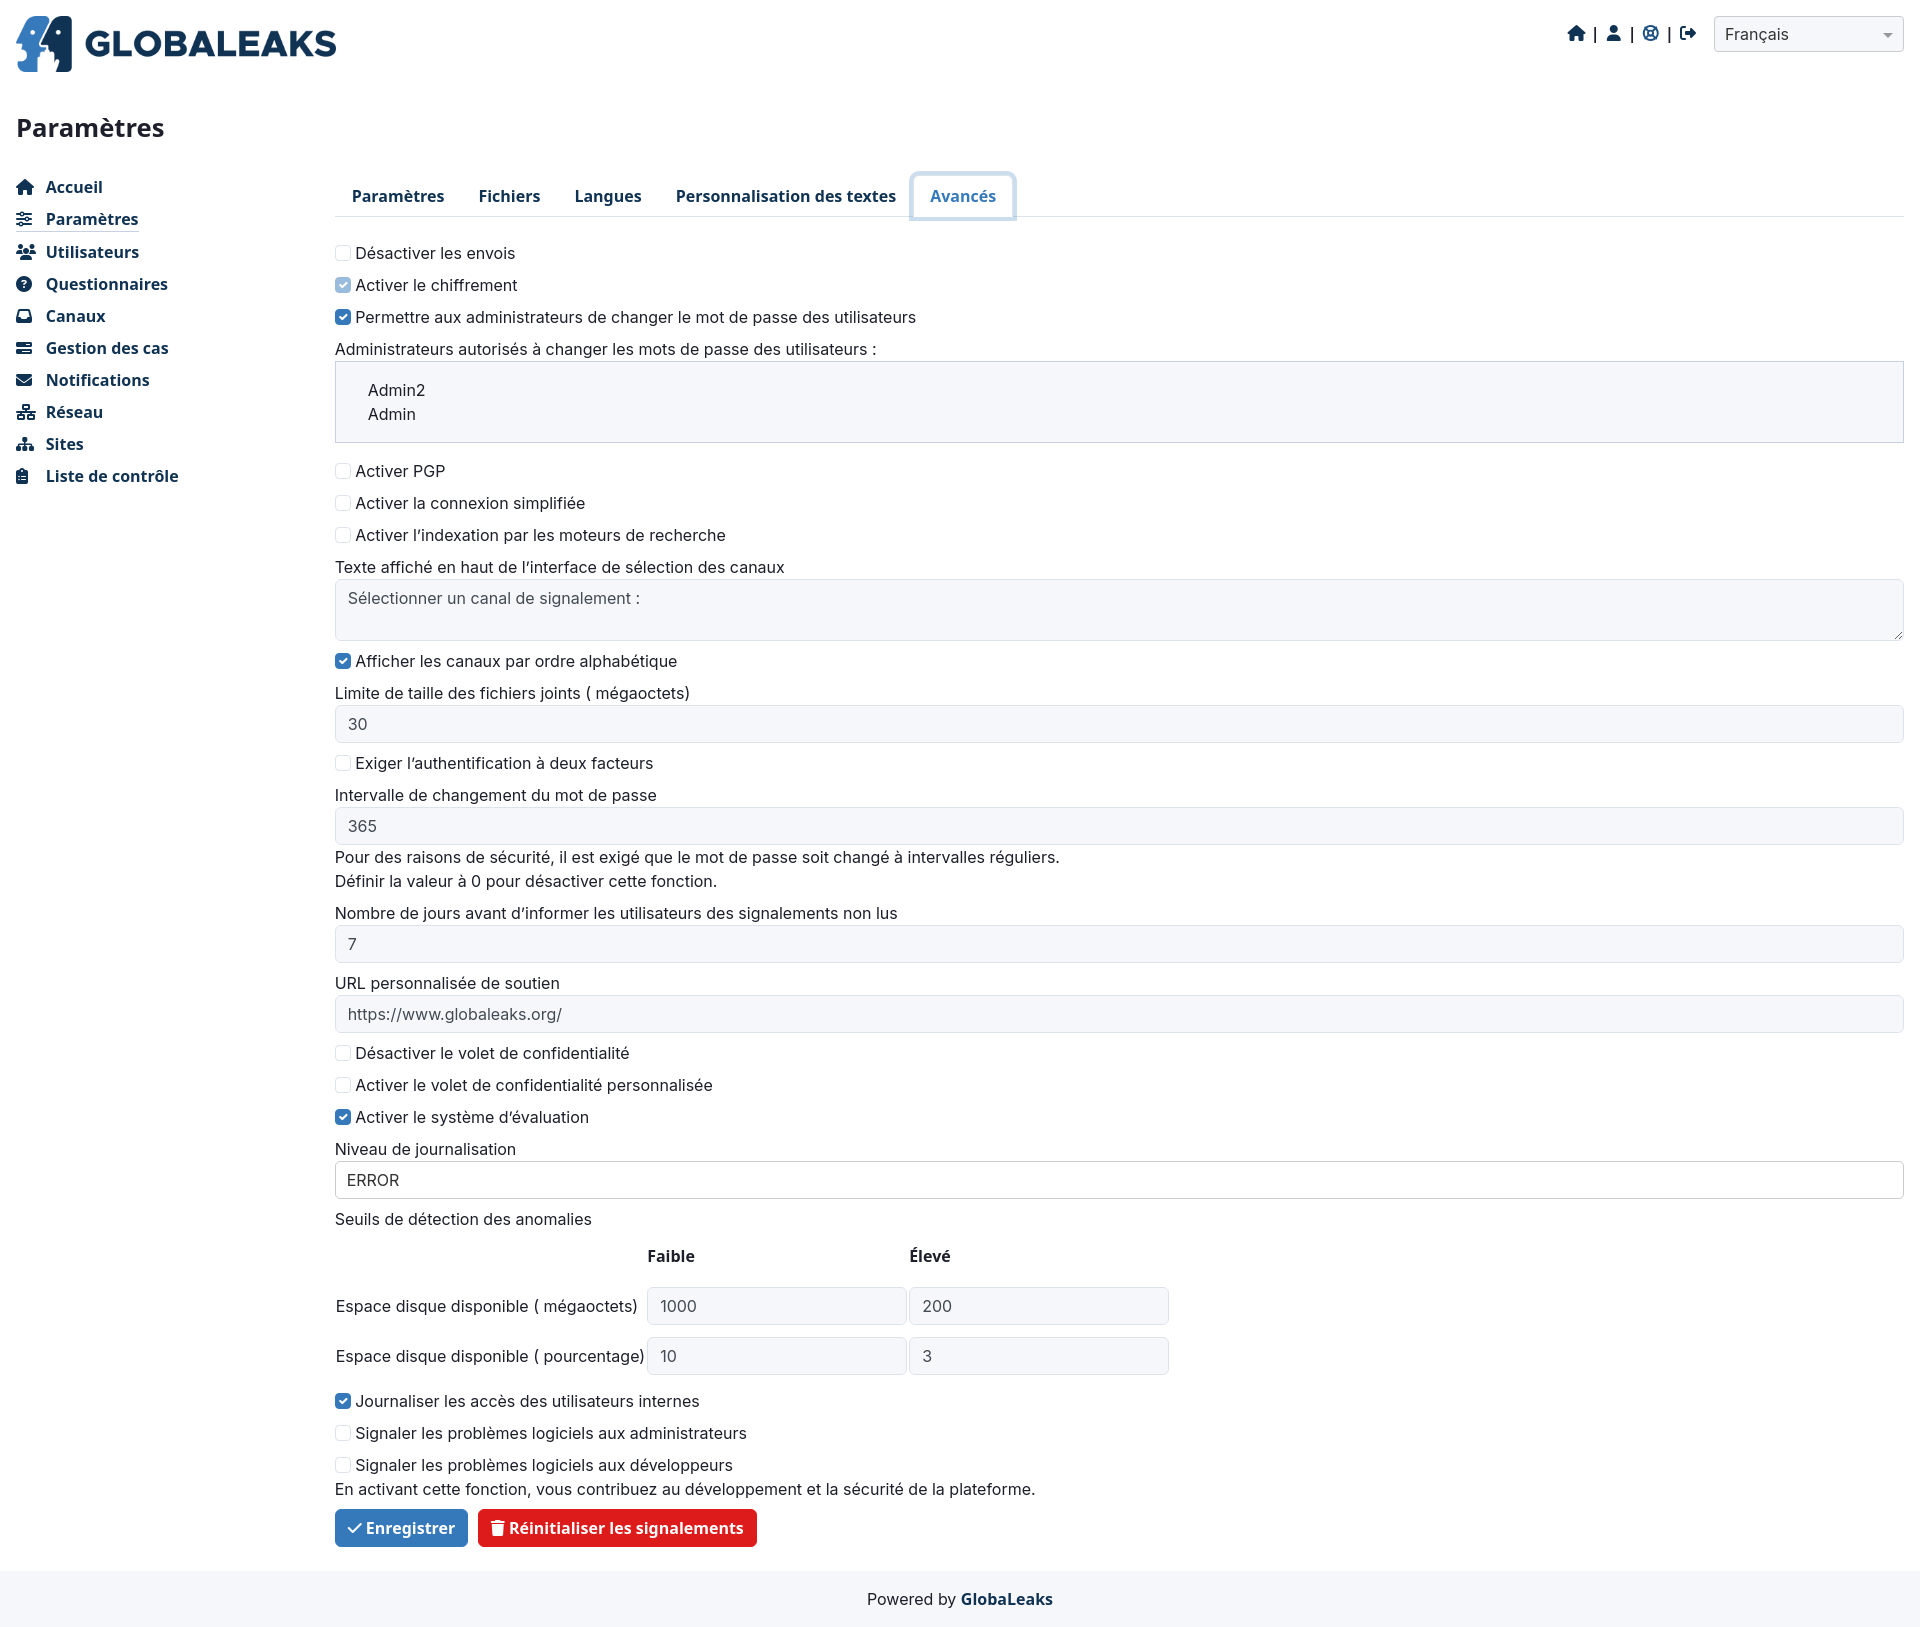 GLOBALEAKS
| | | Français
Paramètres
Accueil
Paramètres
Utilisateurs
Questionnaires
Canaux
Gestion des cas
Notifications
Réseau
Sites
Liste de contrôle
Paramètres Fichiers Langues Personnalisation des textes Avancés
Désactiver les envois
Activer le chiffrement
Permettre aux administrateurs de changer le mot de passe des utilisateurs
Administrateurs autorisés à changer les mots de passe des utilisateurs :
Admin2
Admin
Activer PGP
Activer la connexion simplifiée
Activer l’indexation par les moteurs de recherche
Texte affiché en haut de l’interface de sélection des canaux
Sélectionner un canal de signalement :
Afficher les canaux par ordre alphabétique
Limite de taille des fichiers joints ( mégaoctets)
30
Exiger l’authentification à deux facteurs
Intervalle de changement du mot de passe
365
Pour des raisons de sécurité, il est exigé que le mot de passe soit changé à intervalles réguliers.
Définir la valeur à 0 pour désactiver cette fonction.
Nombre de jours avant d’informer les utilisateurs des signalements non lus
7
URL personnalisée de soutien
https://www.globaleaks.org/
Désactiver le volet de confidentialité
Activer le volet de confidentialité personnalisée
Activer le système d’évaluation
Niveau de journalisation
ERROR
Seuils de détection des anomalies
Faible Élevé
Espace disque disponible ( mégaoctets) 1000 200
Espace disque disponible ( pourcentage) 10 3
Journaliser les accès des utilisateurs internes
Signaler les problèmes logiciels aux administrateurs
Signaler les problèmes logiciels aux développeurs
En activant cette fonction, vous contribuez au développement et la sécurité de la plateforme.
Enregistrer Réinitialiser les signalements
Powered by GlobaLeaks